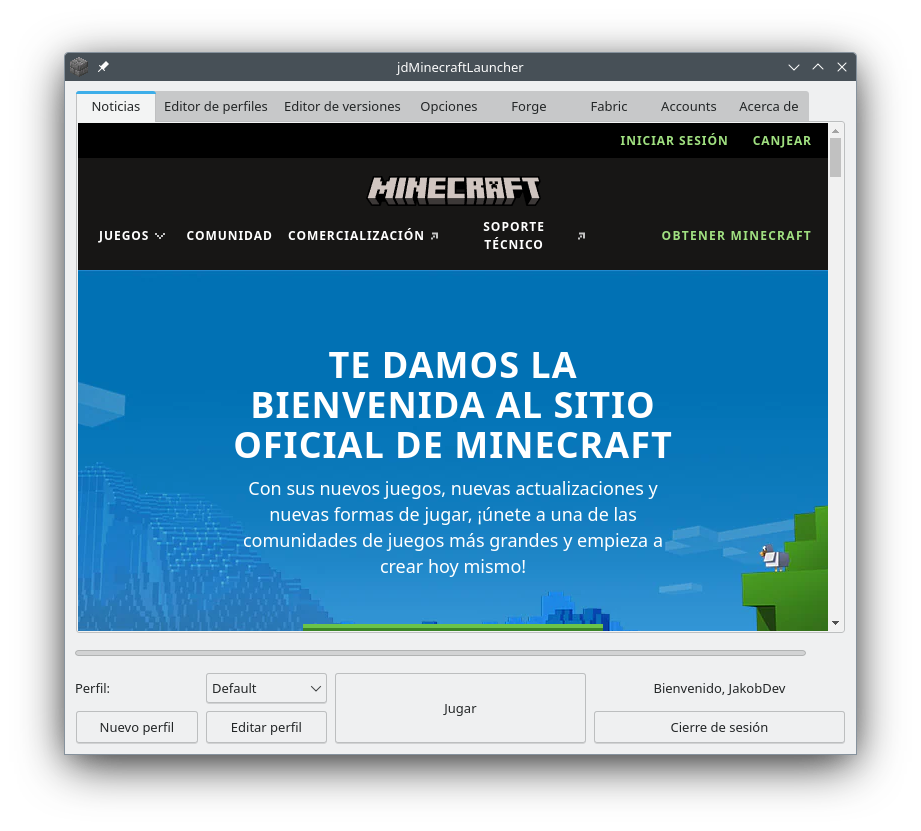 jdMinecraftLauncher
Noticias Editor de perfiles Editor de versiones Opciones Forge Fabric Accounts Acerca de
INICIAR SESIÓN CANJEAR
MINECRAFT
JUEGOS COMUNIDAD COMERCIALIZACIÓN SOPORTE TÉCNICO OBTENER MINECRAFT
TE DAMOS LA
BIENVENIDA AL SITIO
OFICIAL DE MINECRAFT
Con sus nuevos juegos, nuevas actualizaciones y
nuevas formas de jugar, ¡únete a una de las
comunidades de juegos más grandes y empieza a
crear hoy mismo!
Perfil: Default Jugar Bienvenido, JakobDev
Nuevo perfil Editar perfil Cierre de sesión